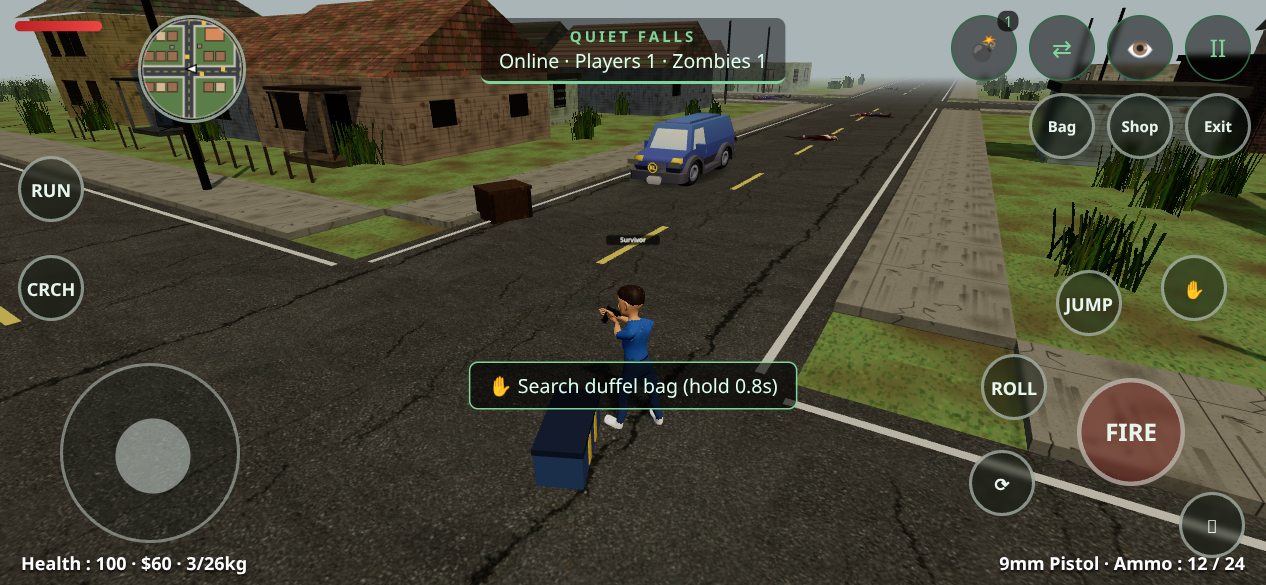 QUIET FALLS
Online · Players 1 · Zombies 1
1
Bag
Shop
Exit
RUN
CRCH
Survivor
JUMP
Search duffel bag (hold 0.8s)
ROLL
FIRE
Health : 100 · $60 · 3/26kg
9mm Pistol · Ammo : 12 / 24